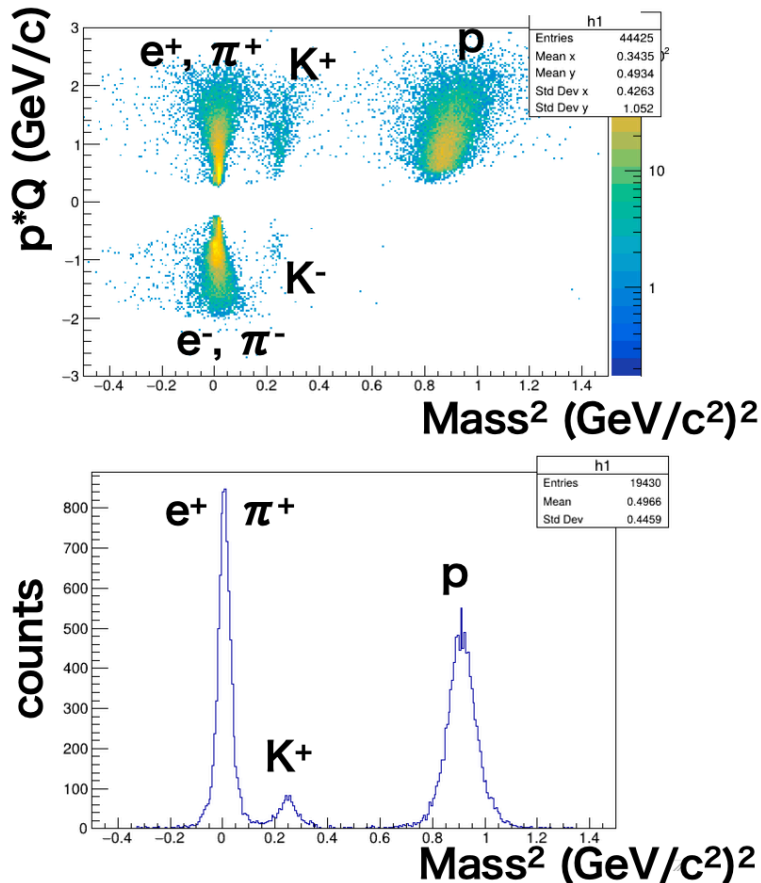 3
2
1
0
−1
−2
−3
p*Q (GeV/c)
e+, π+
K+
p
K-
e-, π-
h1
Entries 44425
Mean x 0.3435
Mean y 0.4934
Std Dev x 0.4263
Std Dev y 1.052
10
1
−0.4 −0.2 0 0.2 0.4 0.6 0.8 1 1.2 1.4
Mass² (GeV/c²)²
h1
Entries 19430
Mean 0.4966
Std Dev 0.4459
e+ π+
K+
p
800
700
600
500
400
300
200
100
0
counts
−0.4 −0.2 0 0.2 0.4 0.6 0.8 1 1.2 1.4
Mass² (GeV/c²)²